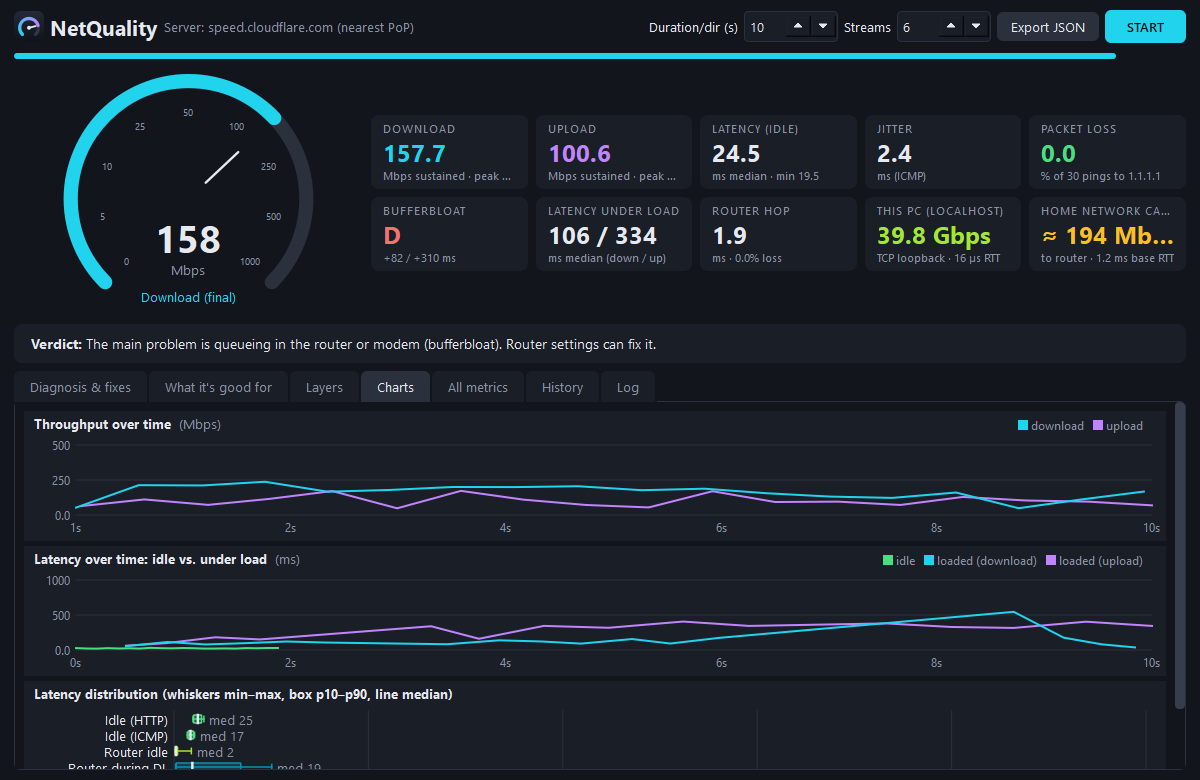 NetQuality Server: speed.cloudflare.com (nearest PoP) Duration/dir (s) 10 Streams 6 Export JSON START
50
25 100
10 250
5 500
158
0 1000
Mbps
Download (final)
DOWNLOAD
157.7
Mbps sustained · peak ...
UPLOAD
100.6
Mbps sustained · peak ...
LATENCY (IDLE)
24.5
ms median · min 19.5
JITTER
2.4
ms (ICMP)
PACKET LOSS
0.0
% of 30 pings to 1.1.1.1
BUFFERBLOAT
D
+82 / +310 ms
LATENCY UNDER LOAD
106 / 334
ms median (down / up)
ROUTER HOP
1.9
ms · 0.0% loss
THIS PC (LOCALHOST)
39.8 Gbps
TCP loopback · 16 µs RTT
HOME NETWORK CA...
≈ 194 Mb...
to router · 1.2 ms base RTT
Verdict: The main problem is queueing in the router or modem (bufferbloat). Router settings can fix it.
Diagnosis & fixes What it's good for Layers Charts All metrics History Log
Throughput over time (Mbps) download upload
500
250
0.0
1s 2s 4s 6s 8s 10s
Latency over time: idle vs. under load (ms) idle loaded (download) loaded (upload)
1000
500
0.0
0s 2s 4s 6s 8s 10s
Latency distribution (whiskers min–max, box p10–p90, line median)
Idle (HTTP) med 25
Idle (ICMP) med 17
Router idle med 2
Router during DL med 19